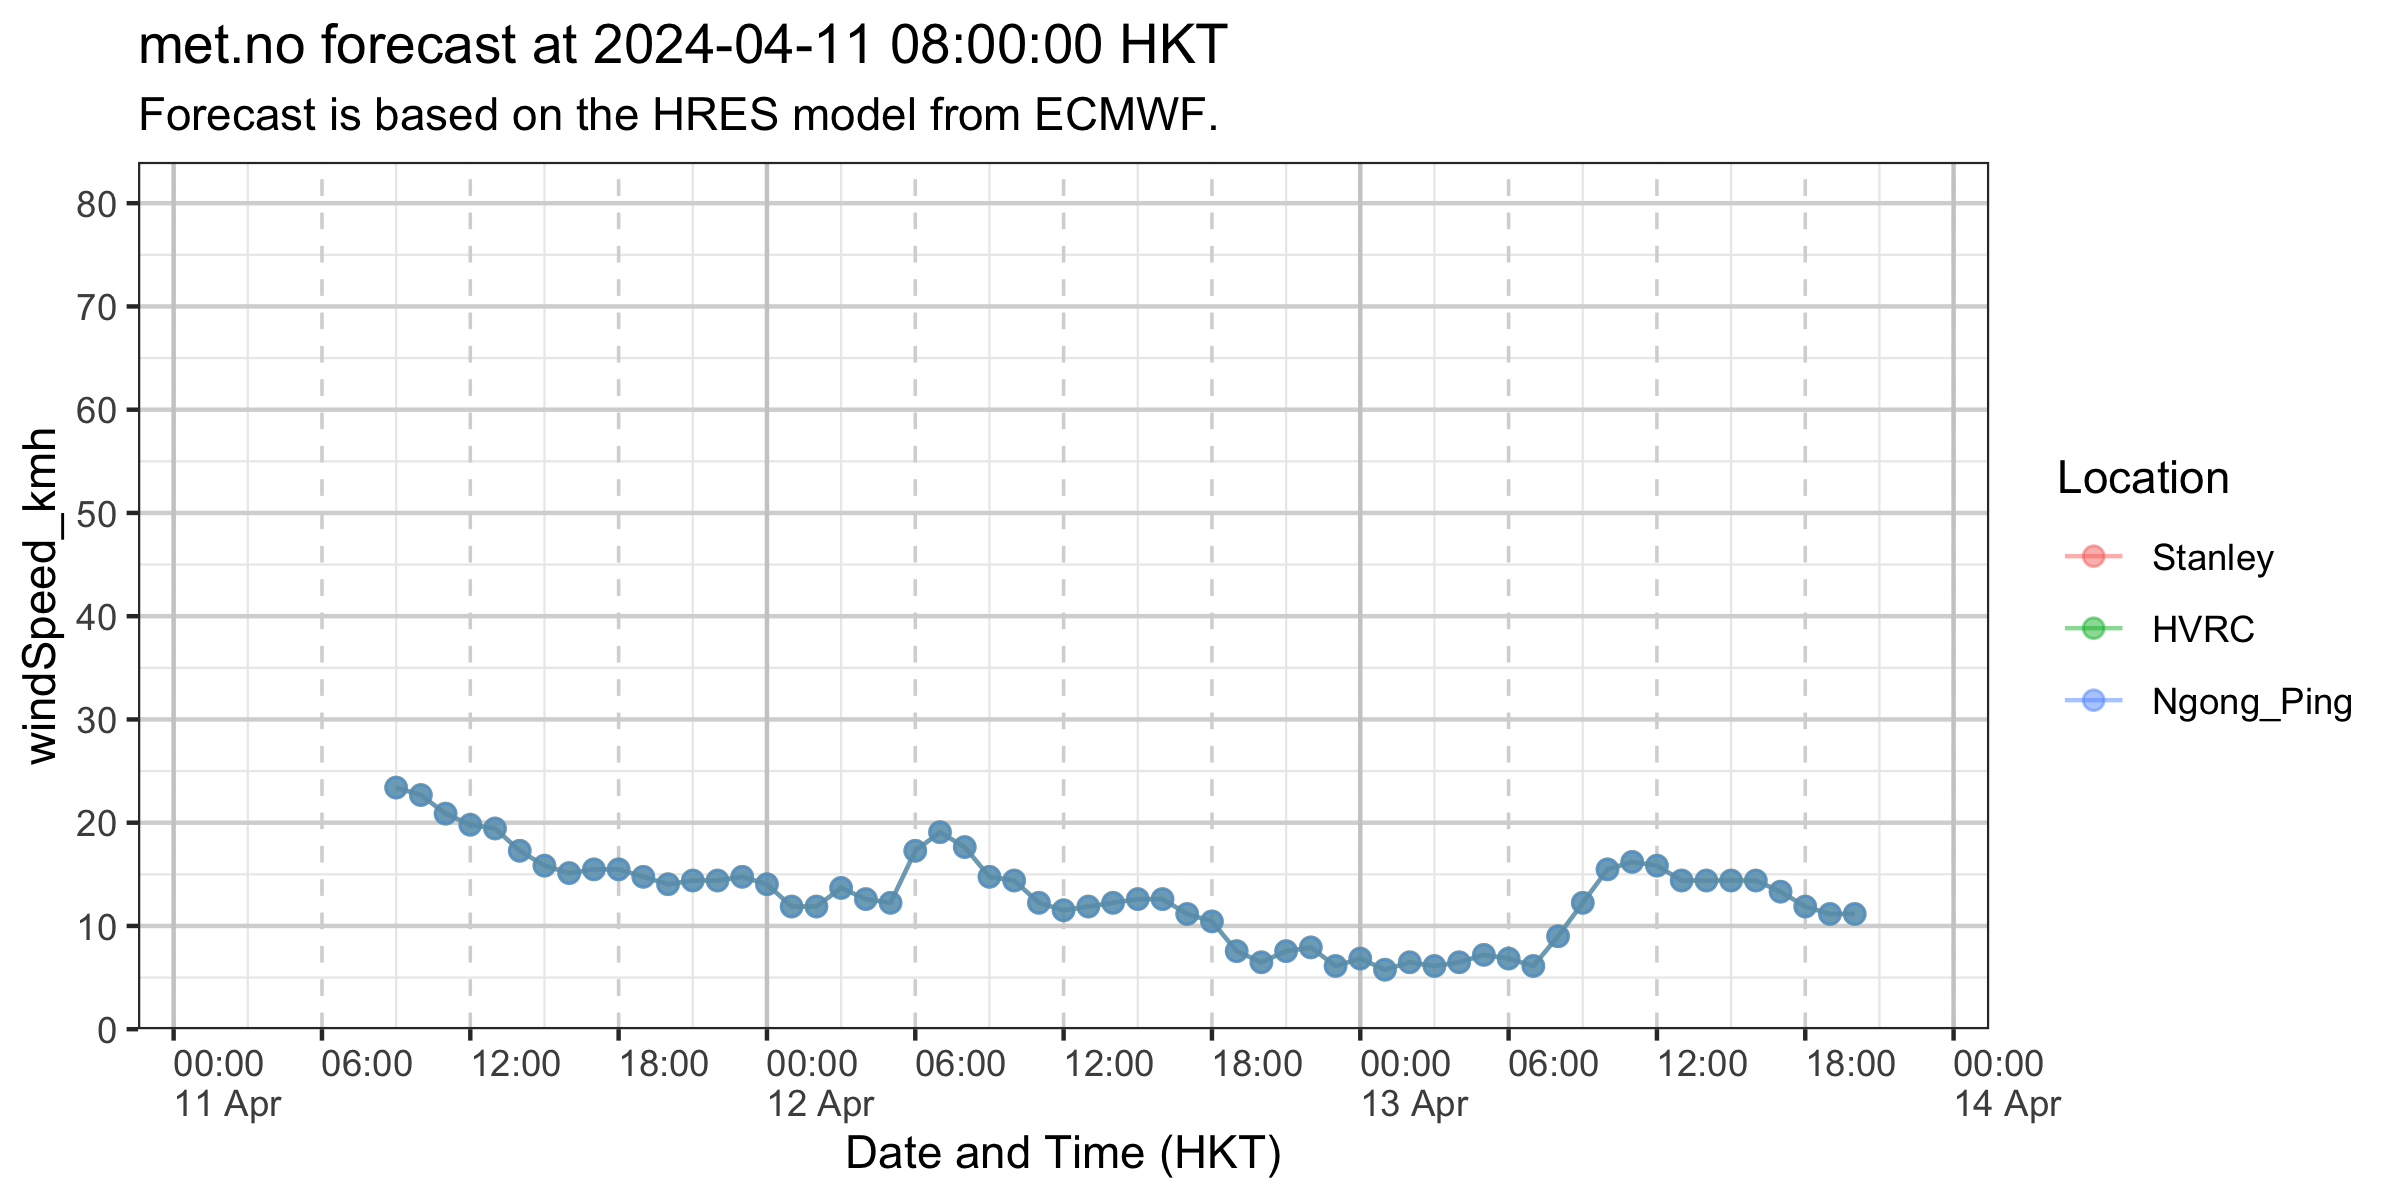 met.no forecast at 2024-04-11 08:00:00 HKT
Forecast is based on the HRES model from ECMWF.
windSpeed_kmh
80
70
60
50
40
30
20
10
0
00:00 06:00 12:00 18:00 00:00 06:00 12:00 18:00 00:00 06:00 12:00 18:00 00:00
11 Apr 12 Apr 13 Apr 14 Apr
Date and Time (HKT)
Location
Stanley
HVRC
Ngong_Ping